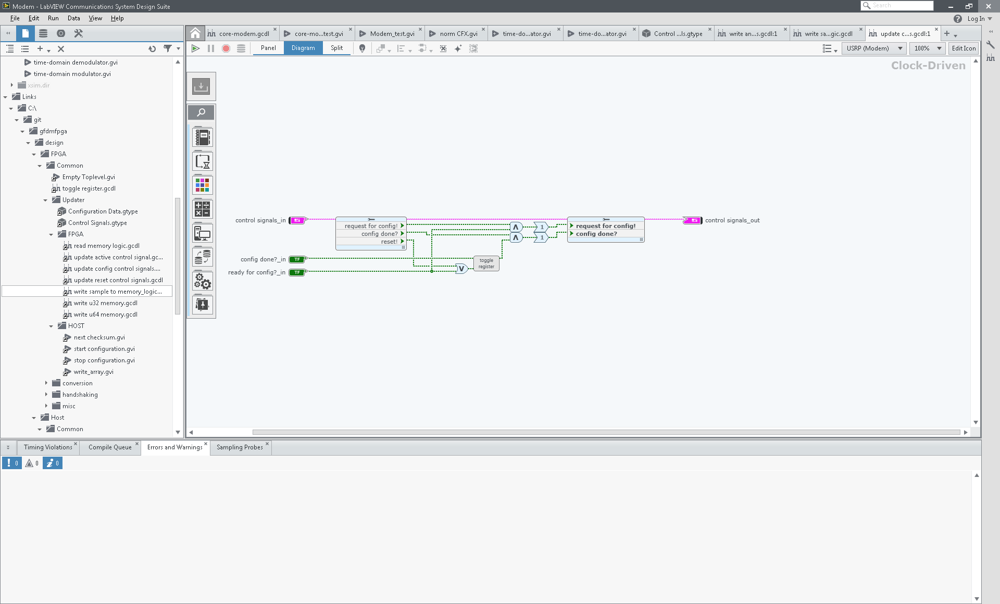 Modem - LabVIEW Communications System Design Suite
Search
File Edit Run Data View Help
Log In
core-modem.gcdl
core-mo...test.gvi
Modem_test.gvi
norm CFX.gvi
time-do...ator.gvi
time-do...ator.gvi
Control ...ls.gtype
write an...s.gcdl:1
write sa...gic.gcdl
update c...s.gcdl:1
Panel
Diagram
Split
USRP (Modem)
100%
Edit Icon
time-domain demodulator.gvi
time-domain modulator.gvi
xsim.dir
Links
C:\
git
gfdmfpga
design
FPGA
Common
Empty Toplevel.gvi
toggle register.gcdl
Updater
Configuration Data.gtype
Control Signals.gtype
FPGA
read memory logic.gcdl
update active control signal.gc...
update config control signals....
update reset control signals.gcdl
write sample to memory_logic...
write u32 memory.gcdl
write u64 memory.gcdl
HOST
next checksum.gvi
start configuration.gvi
stop configuration.gvi
write_array.gvi
conversion
handshaking
misc
Host
Common
Clock-Driven
control signals_in
request for config!
config done?
reset!
config done?_in
TF
ready for config?_in
TF
V
toggle
register
Λ
Λ
1
1
request for config!
config done?
control signals_out
Timing Violations
Compile Queue
Errors and Warnings
Sampling Probes
! 0
0
i 0